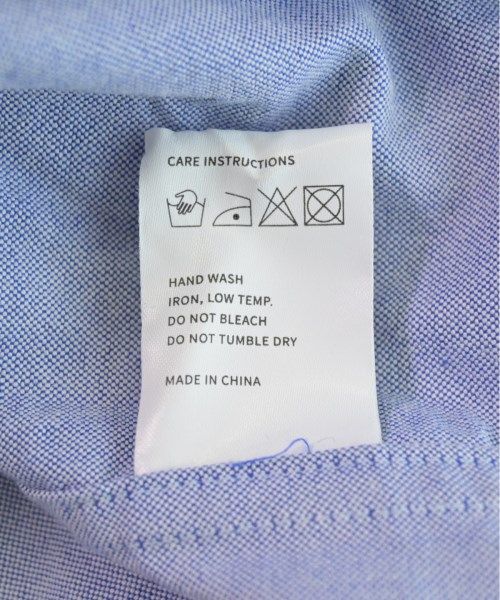 CARE INSTRUCTIONS
HAND WASH
IRON, LOW TEMP.
DO NOT BLEACH
DO NOT TUMBLE DRY
MADE IN CHINA